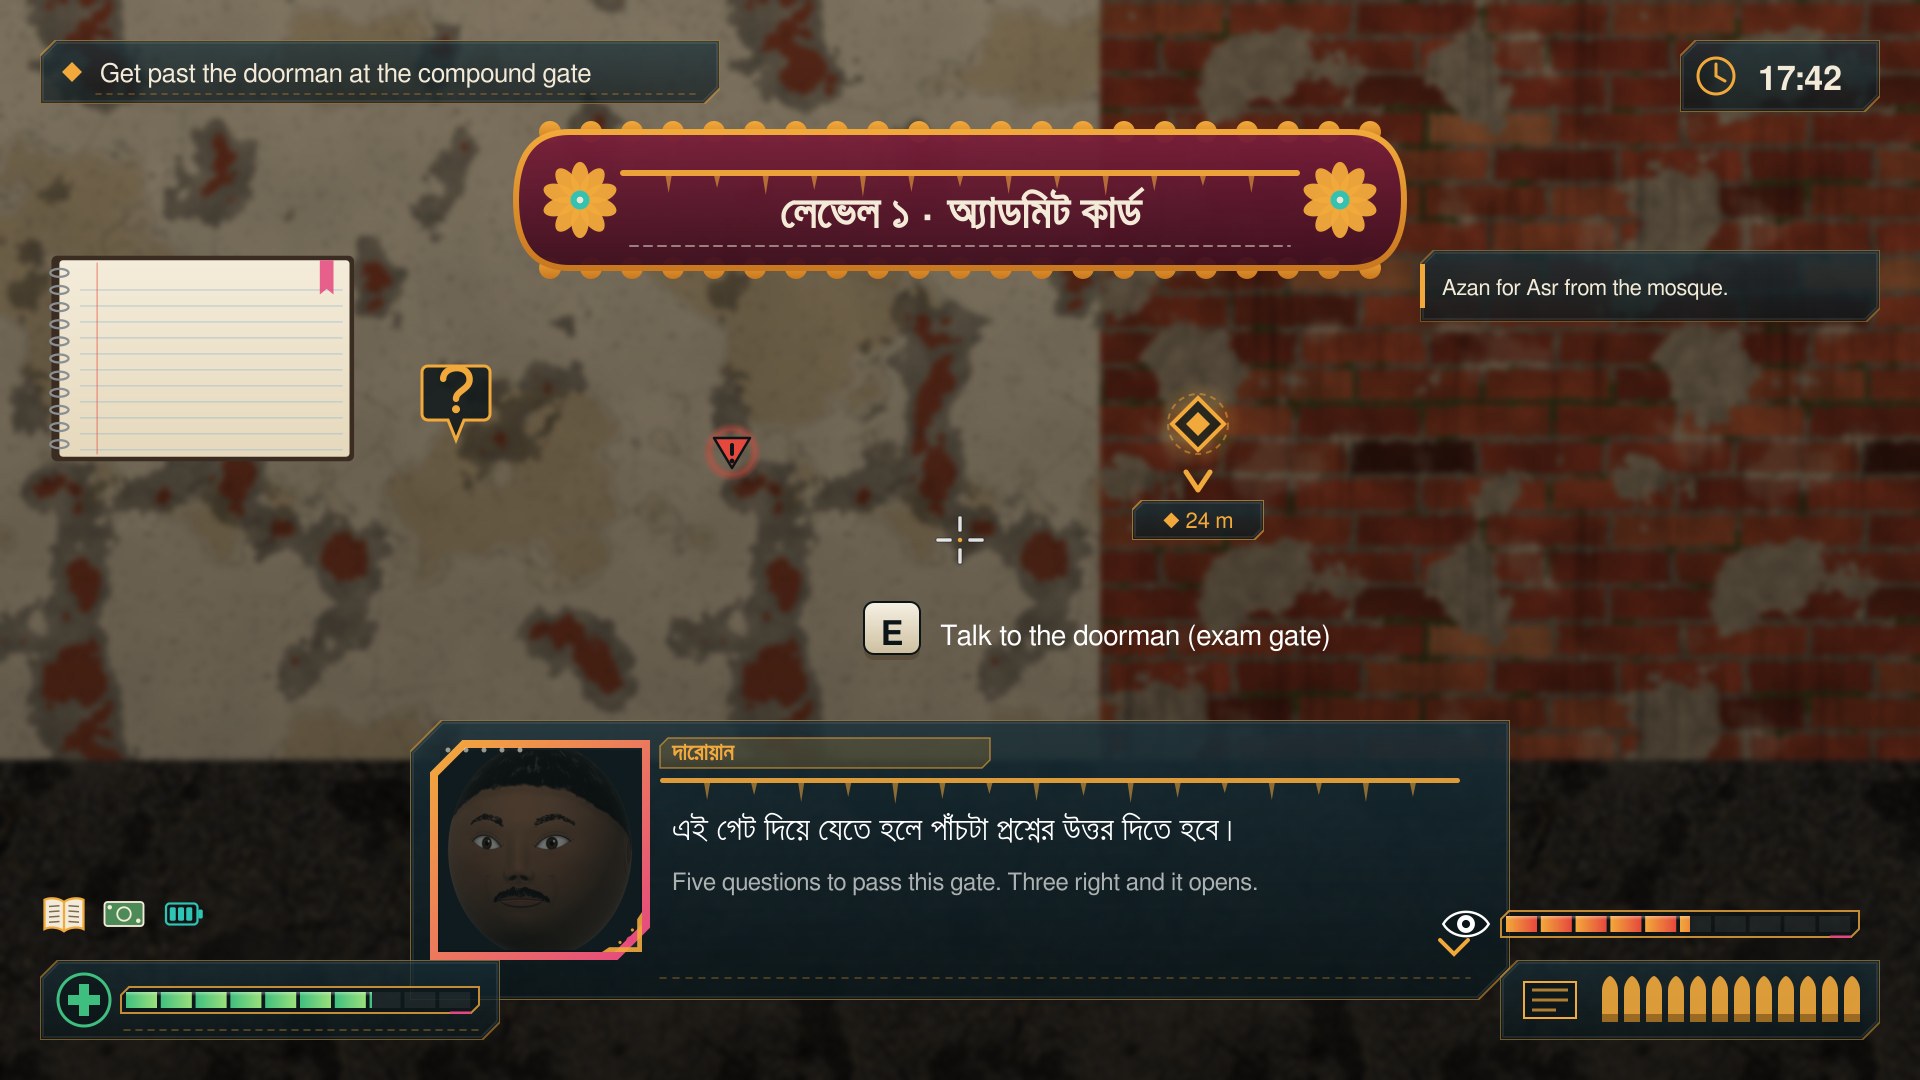 Get past the doorman at the compound gate
17:42
লেভেল ১ · অ্যাডমিট কার্ড
Azan for Asr from the mosque.
?
!
24 m
E
Talk to the doorman (exam gate)
দারোয়ান
এই গেট দিয়ে যেতে হলে পাঁচটা প্রশ্নের উত্তর দিতে হবে।
Five questions to pass this gate. Three right and it opens.